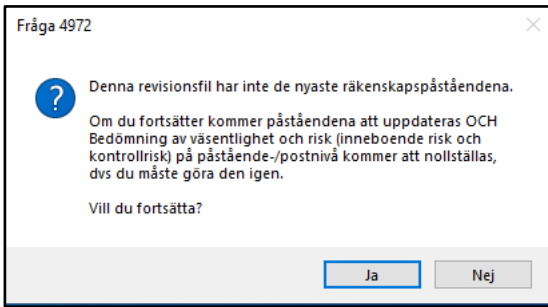 Fråga 4972
Denna revisionsfil har inte de nyaste räkenskapspåståendena.
Om du fortsätter kommer påståendena att uppdateras OCH
Bedömning av väsentlighet och risk (inneboende risk och
kontrollrisk) på påstående-/postnivå kommer att nollställas,
dvs du måste göra den igen.
Vill du fortsätta?
Ja
Nej